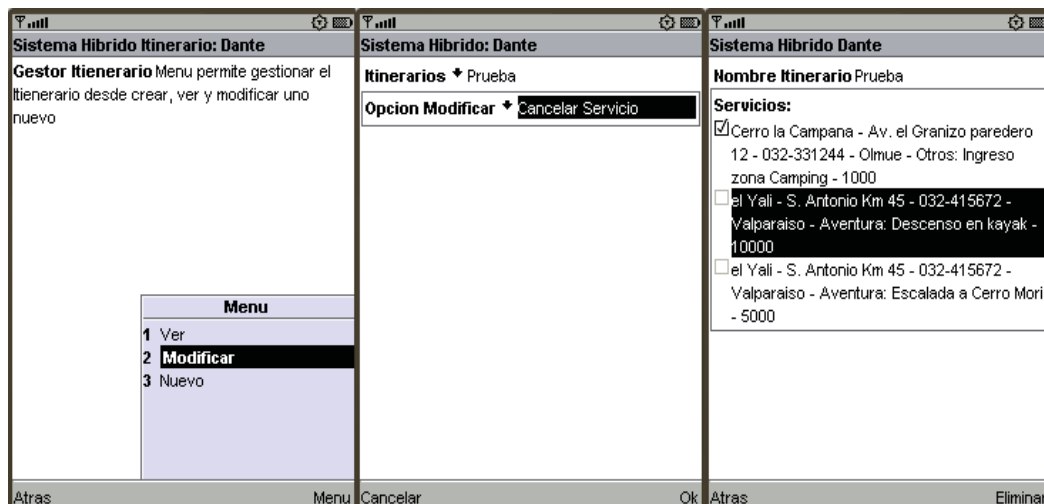 Sistema Hibrido Itinerario: Dante
Gestor Itienerario Menu permite gestionar el
Itienerario desde crear, ver y modificar uno
nuevo
Menu
1 Ver
2 Modificar
3 Nuevo
Atras
Menu
Sistema Hibrido: Dante
Itinerarios Prueba
Opcion Modificar Cancelar Servicio
Cancelar
Ok
Sistema Hibrido Dante
Nombre Itinerario Prueba
Servicios:
Cerro la Campana - Av. el Granizo paredero
12 - 032-331244 - Olmue - Otros: Ingreso
zona Camping - 1000
el Yali - S. Antonio Km 45 - 032-415672 -
Valparaiso - Aventura: Descenso en kayak -
10000
el Yali - S. Antonio Km 45 - 032-415672 -
Valparaiso - Aventura: Escalada a Cerro Mori
- 5000
Atras
Eliminar